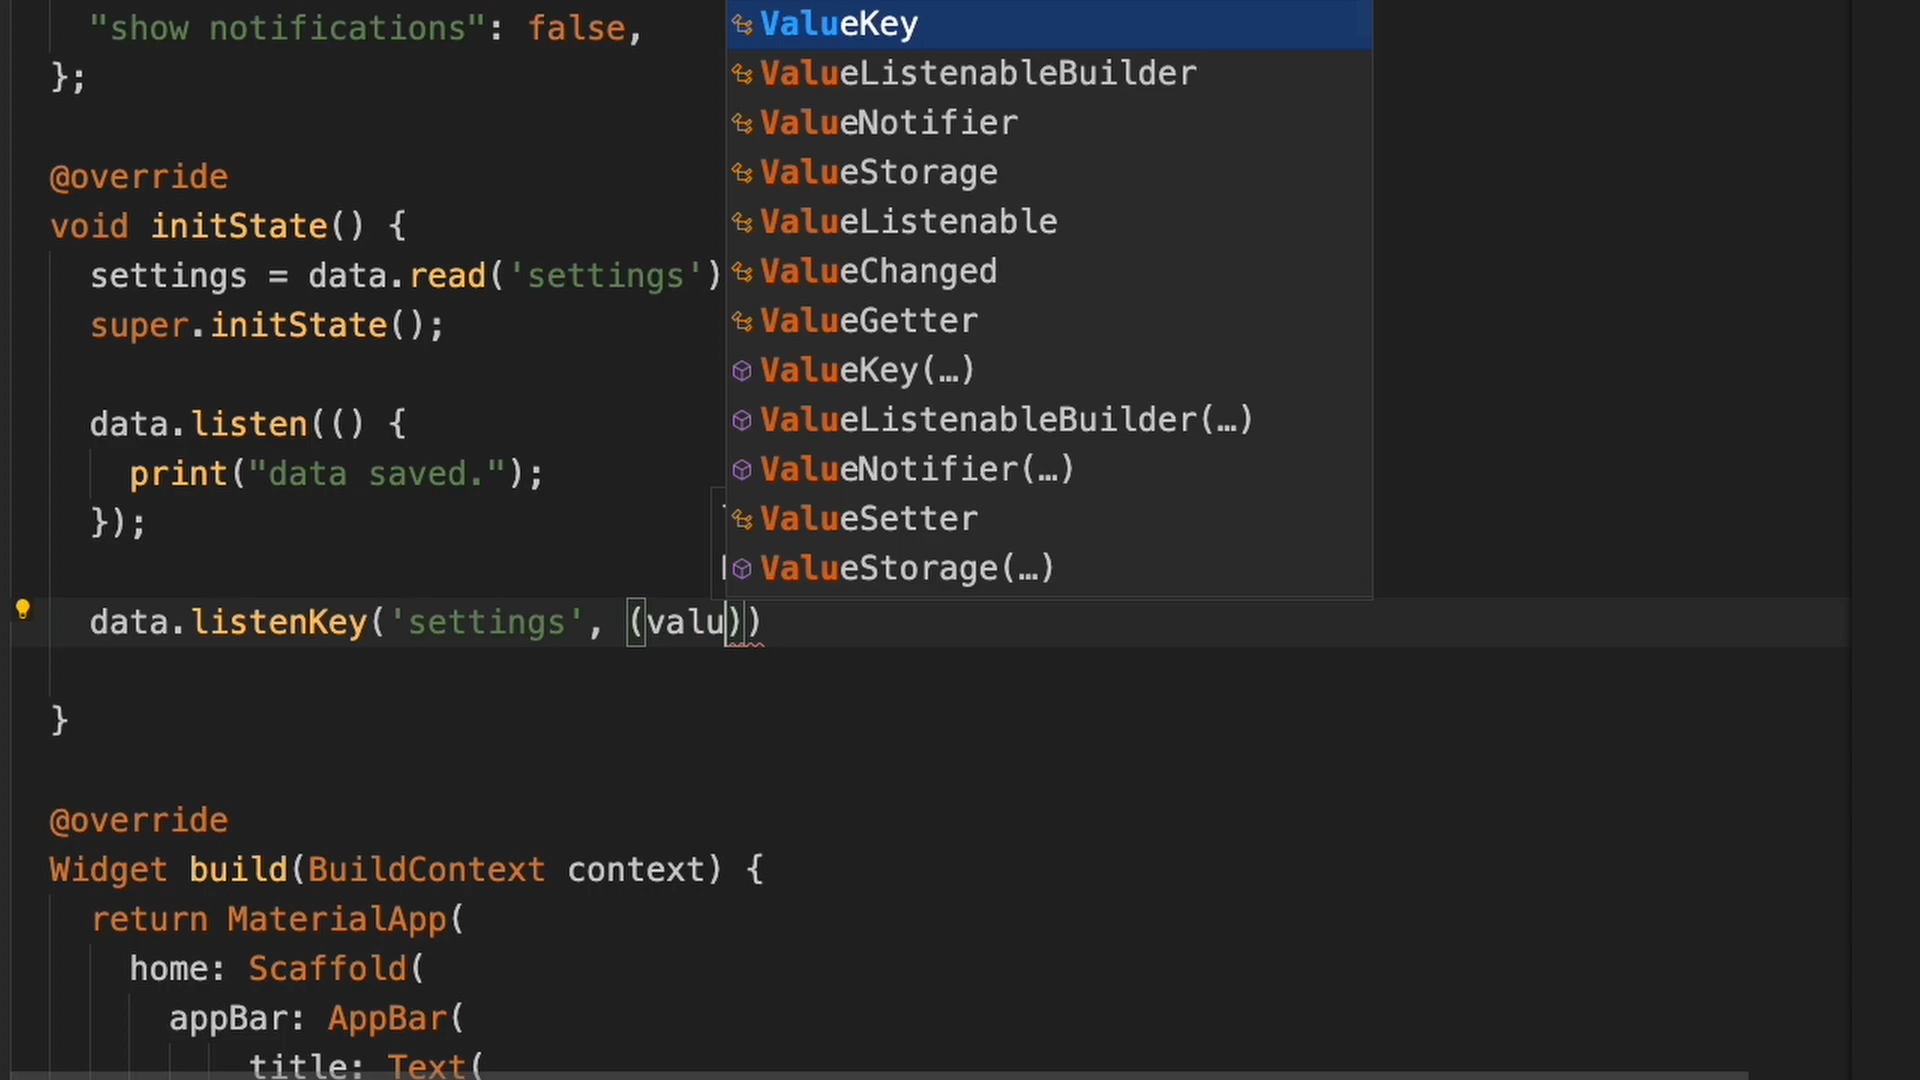 "show notifications": false,
};
@override
void initState() {
settings = data.read('settings')
super.initState();
data.listen(() {
print("data saved.");
});
data.listenKey('settings', (valu))
}
@override
Widget build(BuildContext context) {
return MaterialApp(
home: Scaffold(
appBar: AppBar(
title: Text(
ValueKey
ValueListenableBuilder
ValueNotifier
ValueStorage
ValueListenable
ValueChanged
ValueGetter
ValueKey(…)
ValueListenableBuilder(…)
ValueNotifier(…)
ValueSetter
ValueStorage(…)